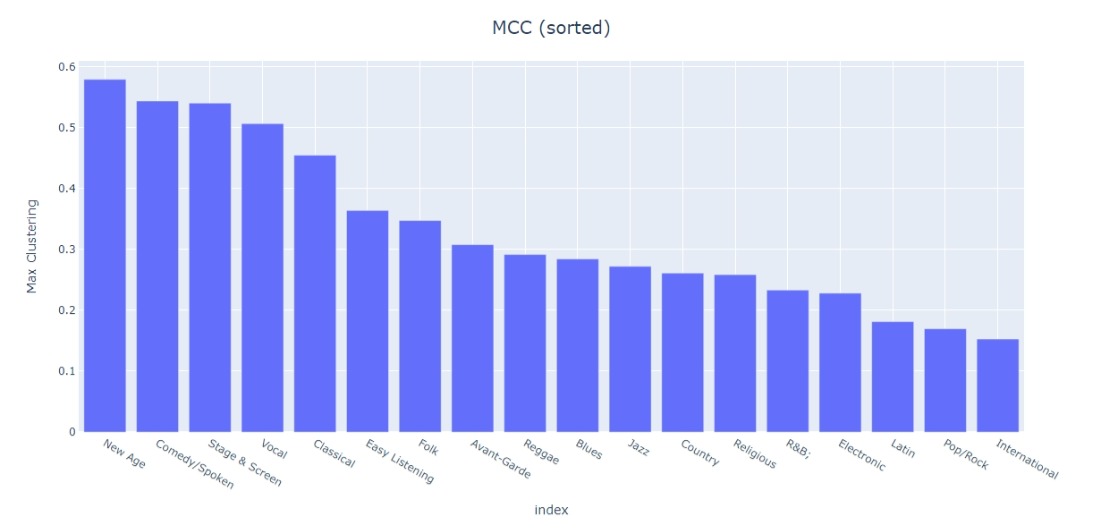 MCC (sorted)
0.6
0.5
0.4
0.3
0.2
0.1
0
Max Clustering
New Age
Comedy/Spoken
Stage & Screen
Vocal
Classical
Easy Listening
Folk
Avant-Garde
Reggae
Blues
Jazz
Country
Religious
R&B;
Electronic
Latin
Pop/Rock
International
index